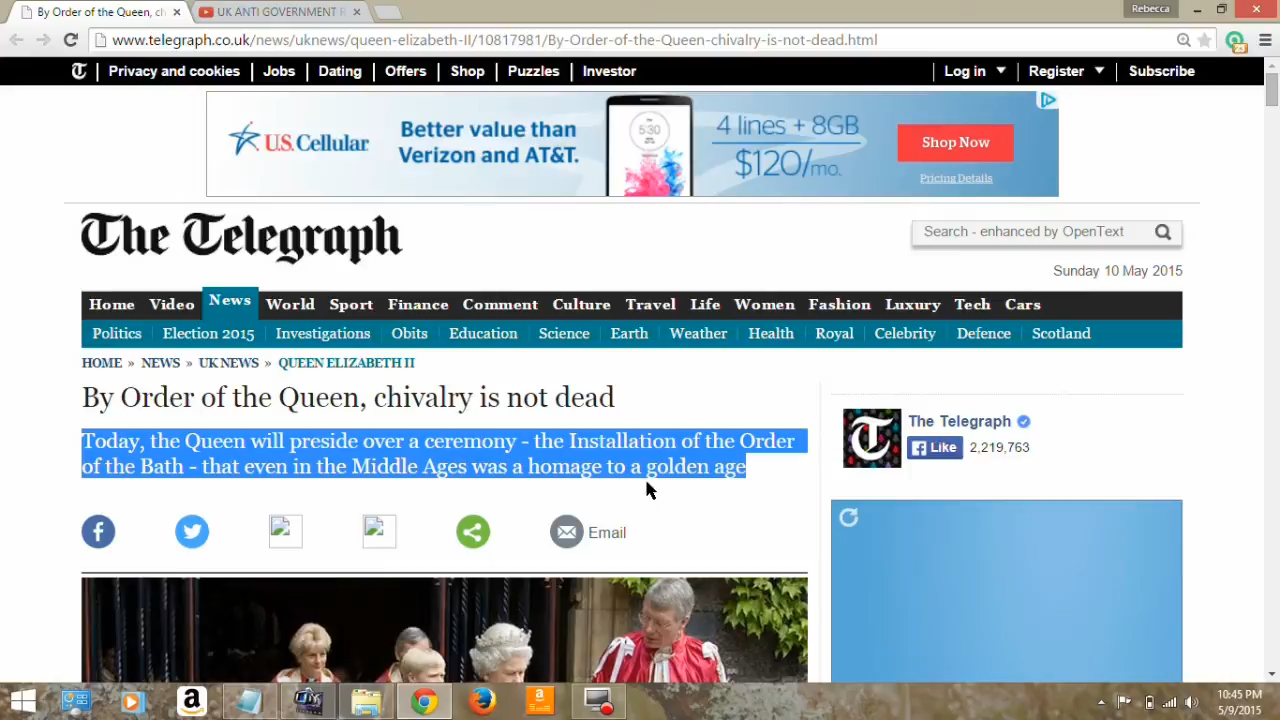 By Order of the Queen, ch
UK ANTI GOVERNMENT R
Rebecca
www.telegraph.co.uk/news/uknews/queen-elizabeth-II/10817981/By-Order-of-the-Queen-chivalry-is-not-dead.html
23
Privacy and cookies | Jobs | Dating | Offers | Shop | Puzzles | Investor | Log in | Register | Subscribe
U.S. Cellular
Better value than
Verizon and AT&T.
5:30
4 lines + 8GB
$120/mo.
Shop Now
Pricing Details
The Telegraph
Search - enhanced by OpenText
Sunday 10 May 2015
Home Video News World Sport Finance Comment Culture Travel Life Women Fashion Luxury Tech Cars
Politics Election 2015 Investigations Obits Education Science Earth Weather Health Royal Celebrity Defence Scotland
HOME » NEWS » UK NEWS » QUEEN ELIZABETH II
By Order of the Queen, chivalry is not dead
Today, the Queen will preside over a ceremony - the Installation of the Order
of the Bath - that even in the Middle Ages was a homage to a golden age
Email
The Telegraph
Like 2,219,763
10:45 PM
5/9/2015